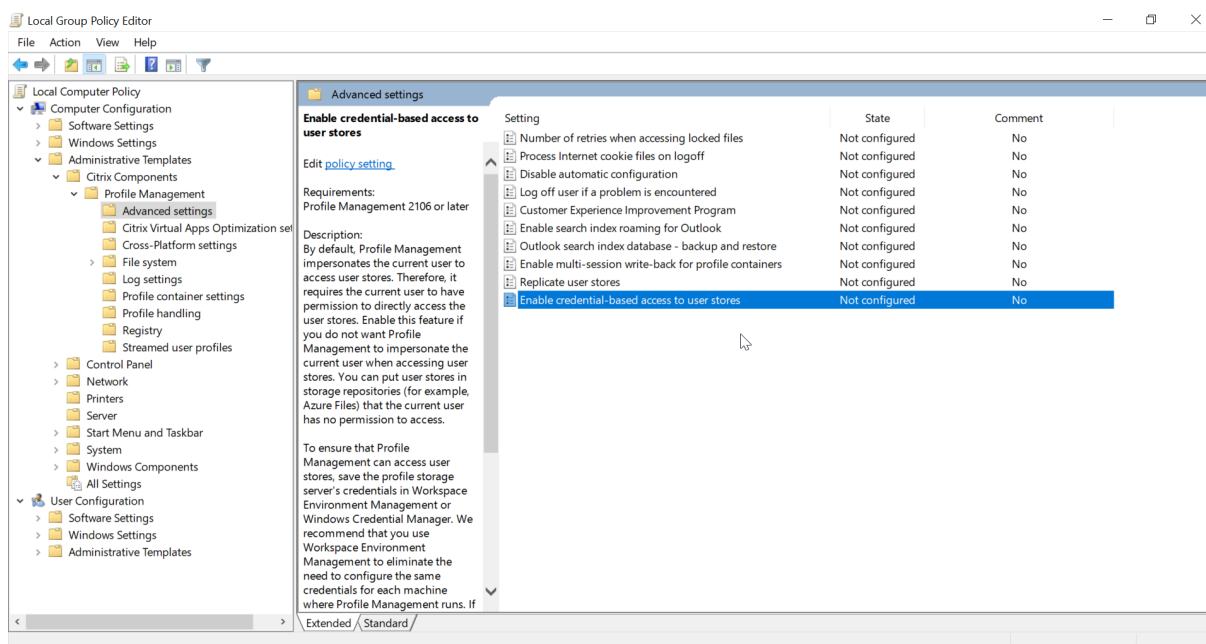 Local Group Policy Editor
File Action View Help
Local Computer Policy
Computer Configuration
Software Settings
Windows Settings
Administrative Templates
Citrix Components
Profile Management
Advanced settings
Citrix Virtual Apps Optimization set
Cross-Platform settings
File system
Log settings
Profile container settings
Profile handling
Registry
Streamed user profiles
Control Panel
Network
Printers
Server
Start Menu and Taskbar
System
Windows Components
All Settings
User Configuration
Software Settings
Windows Settings
Administrative Templates
Advanced settings
Enable credential-based access to
user stores
Edit policy setting
Requirements:
Profile Management 2106 or later
Description:
By default, Profile Management
impersonates the current user to
access user stores. Therefore, it
requires the current user to have
permission to directly access the
user stores. Enable this feature if
you do not want Profile
Management to impersonate the
current user when accessing user
stores. You can put user stores in
storage repositories (for example,
Azure Files) that the current user
has no permission to access.
To ensure that Profile
Management can access user
stores, save the profile storage
server's credentials in Workspace
Environment Management or
Windows Credential Manager. We
recommend that you use
Workspace Environment
Management to eliminate the
need to configure the same
credentials for each machine
where Profile Management runs. If
Setting State Comment
Number of retries when accessing locked files Not configured No
Process Internet cookie files on logoff Not configured No
Disable automatic configuration Not configured No
Log off user if a problem is encountered Not configured No
Customer Experience Improvement Program Not configured No
Enable search index roaming for Outlook Not configured No
Outlook search index database - backup and restore Not configured No
Enable multi-session write-back for profile containers Not configured No
Replicate user stores Not configured No
Enable credential-based access to user stores Not configured No
Extended Standard